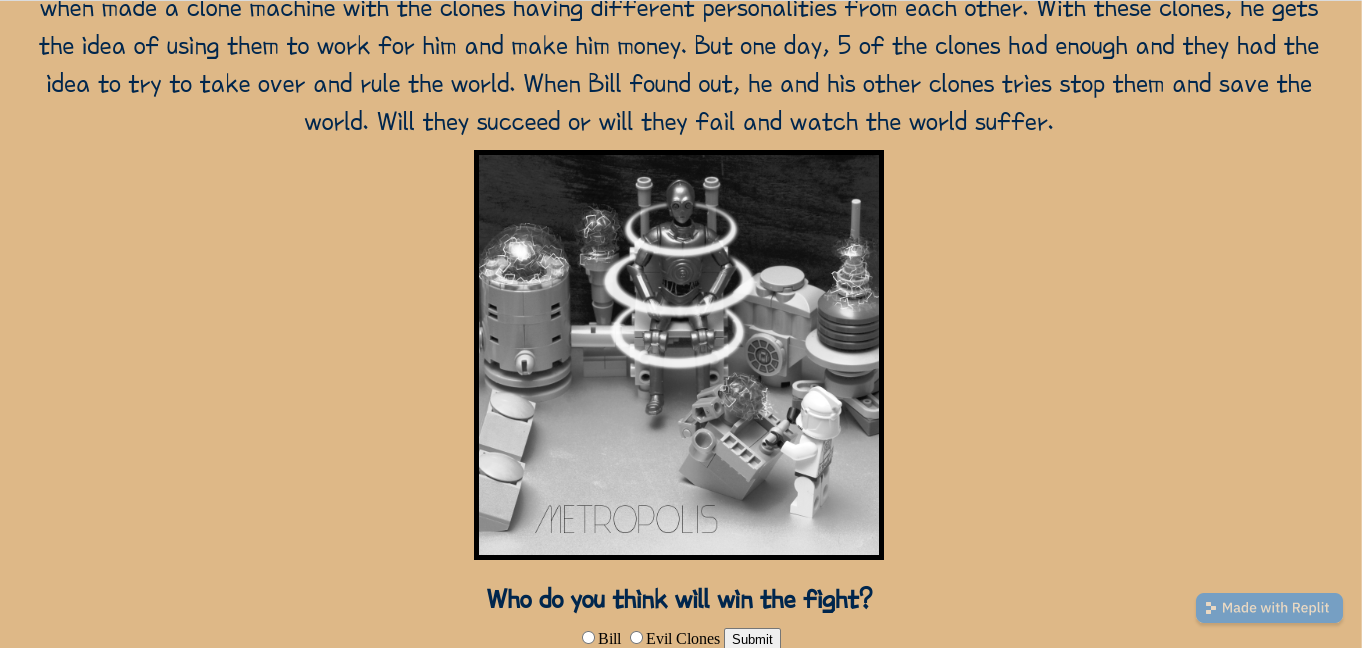 when made a clone machine with the clones having different personalities from each other. With these clones, he gets
the idea of using them to work for him and make him money. But one day, 5 of the clones had enough and they had the
idea to try to take over and rule the world. When Bill found out, he and his other clones tries stop them and save the
world. Will they succeed or will they fail and watch the world suffer.
METROPOLIS
Who do you think will win the fight?
Made with Replit
Bill Evil Clones Submit